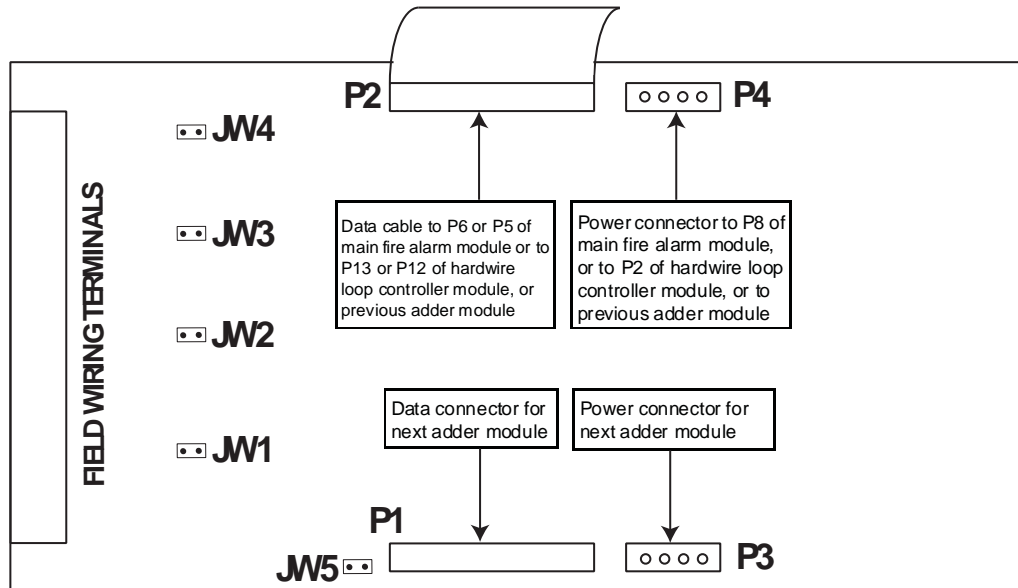 P2
P4
JW4
Data cable to P6 or P5 of
main fire alarm module or to
P13 or P12 of hardwire
loop controller module, or
previous adder module
Power connector to P8 of
main fire alarm module,
or to P2 of hardwire loop
controller module, or to
previous adder module
JW3
FIELD WIRING TERMINALS
JW2
Data connector for
next adder module
Power connector for
next adder module
JW1
P1
P3
JW5